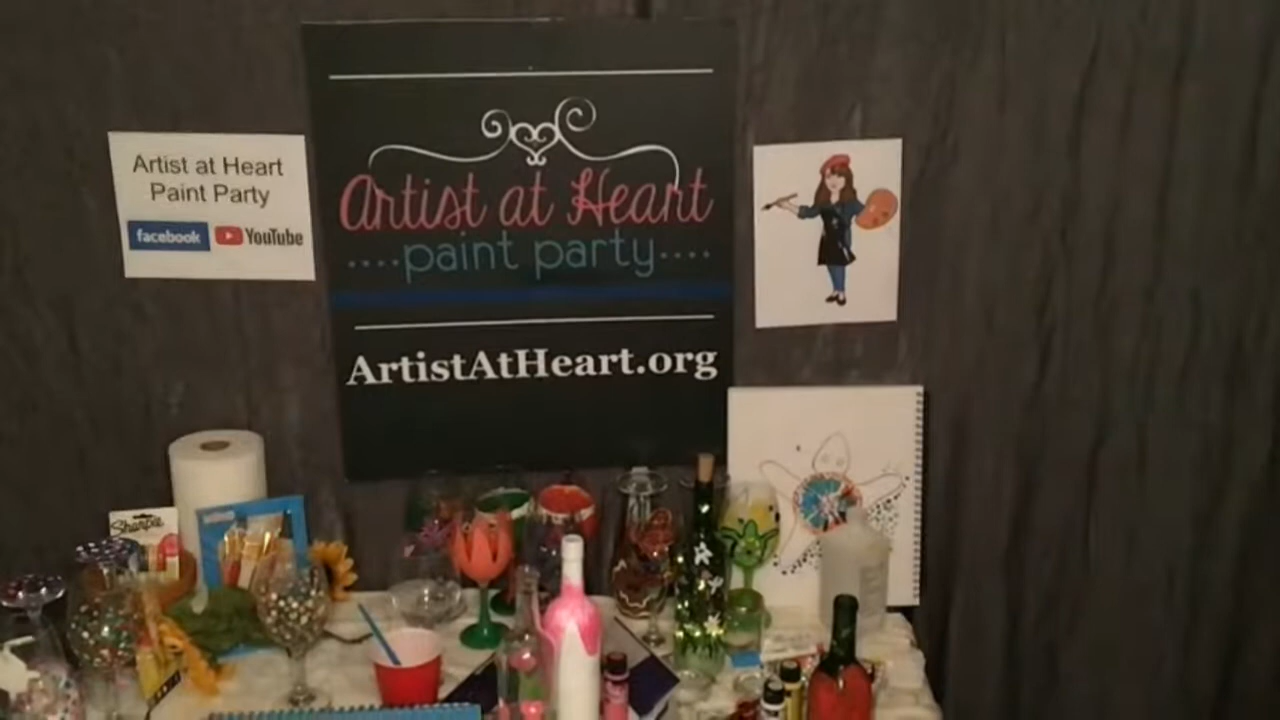 Artist at Heart
Paint Party
facebook YouTube
Artist at Heart
....paint party....
ArtistAtHeart.org
Sharpie